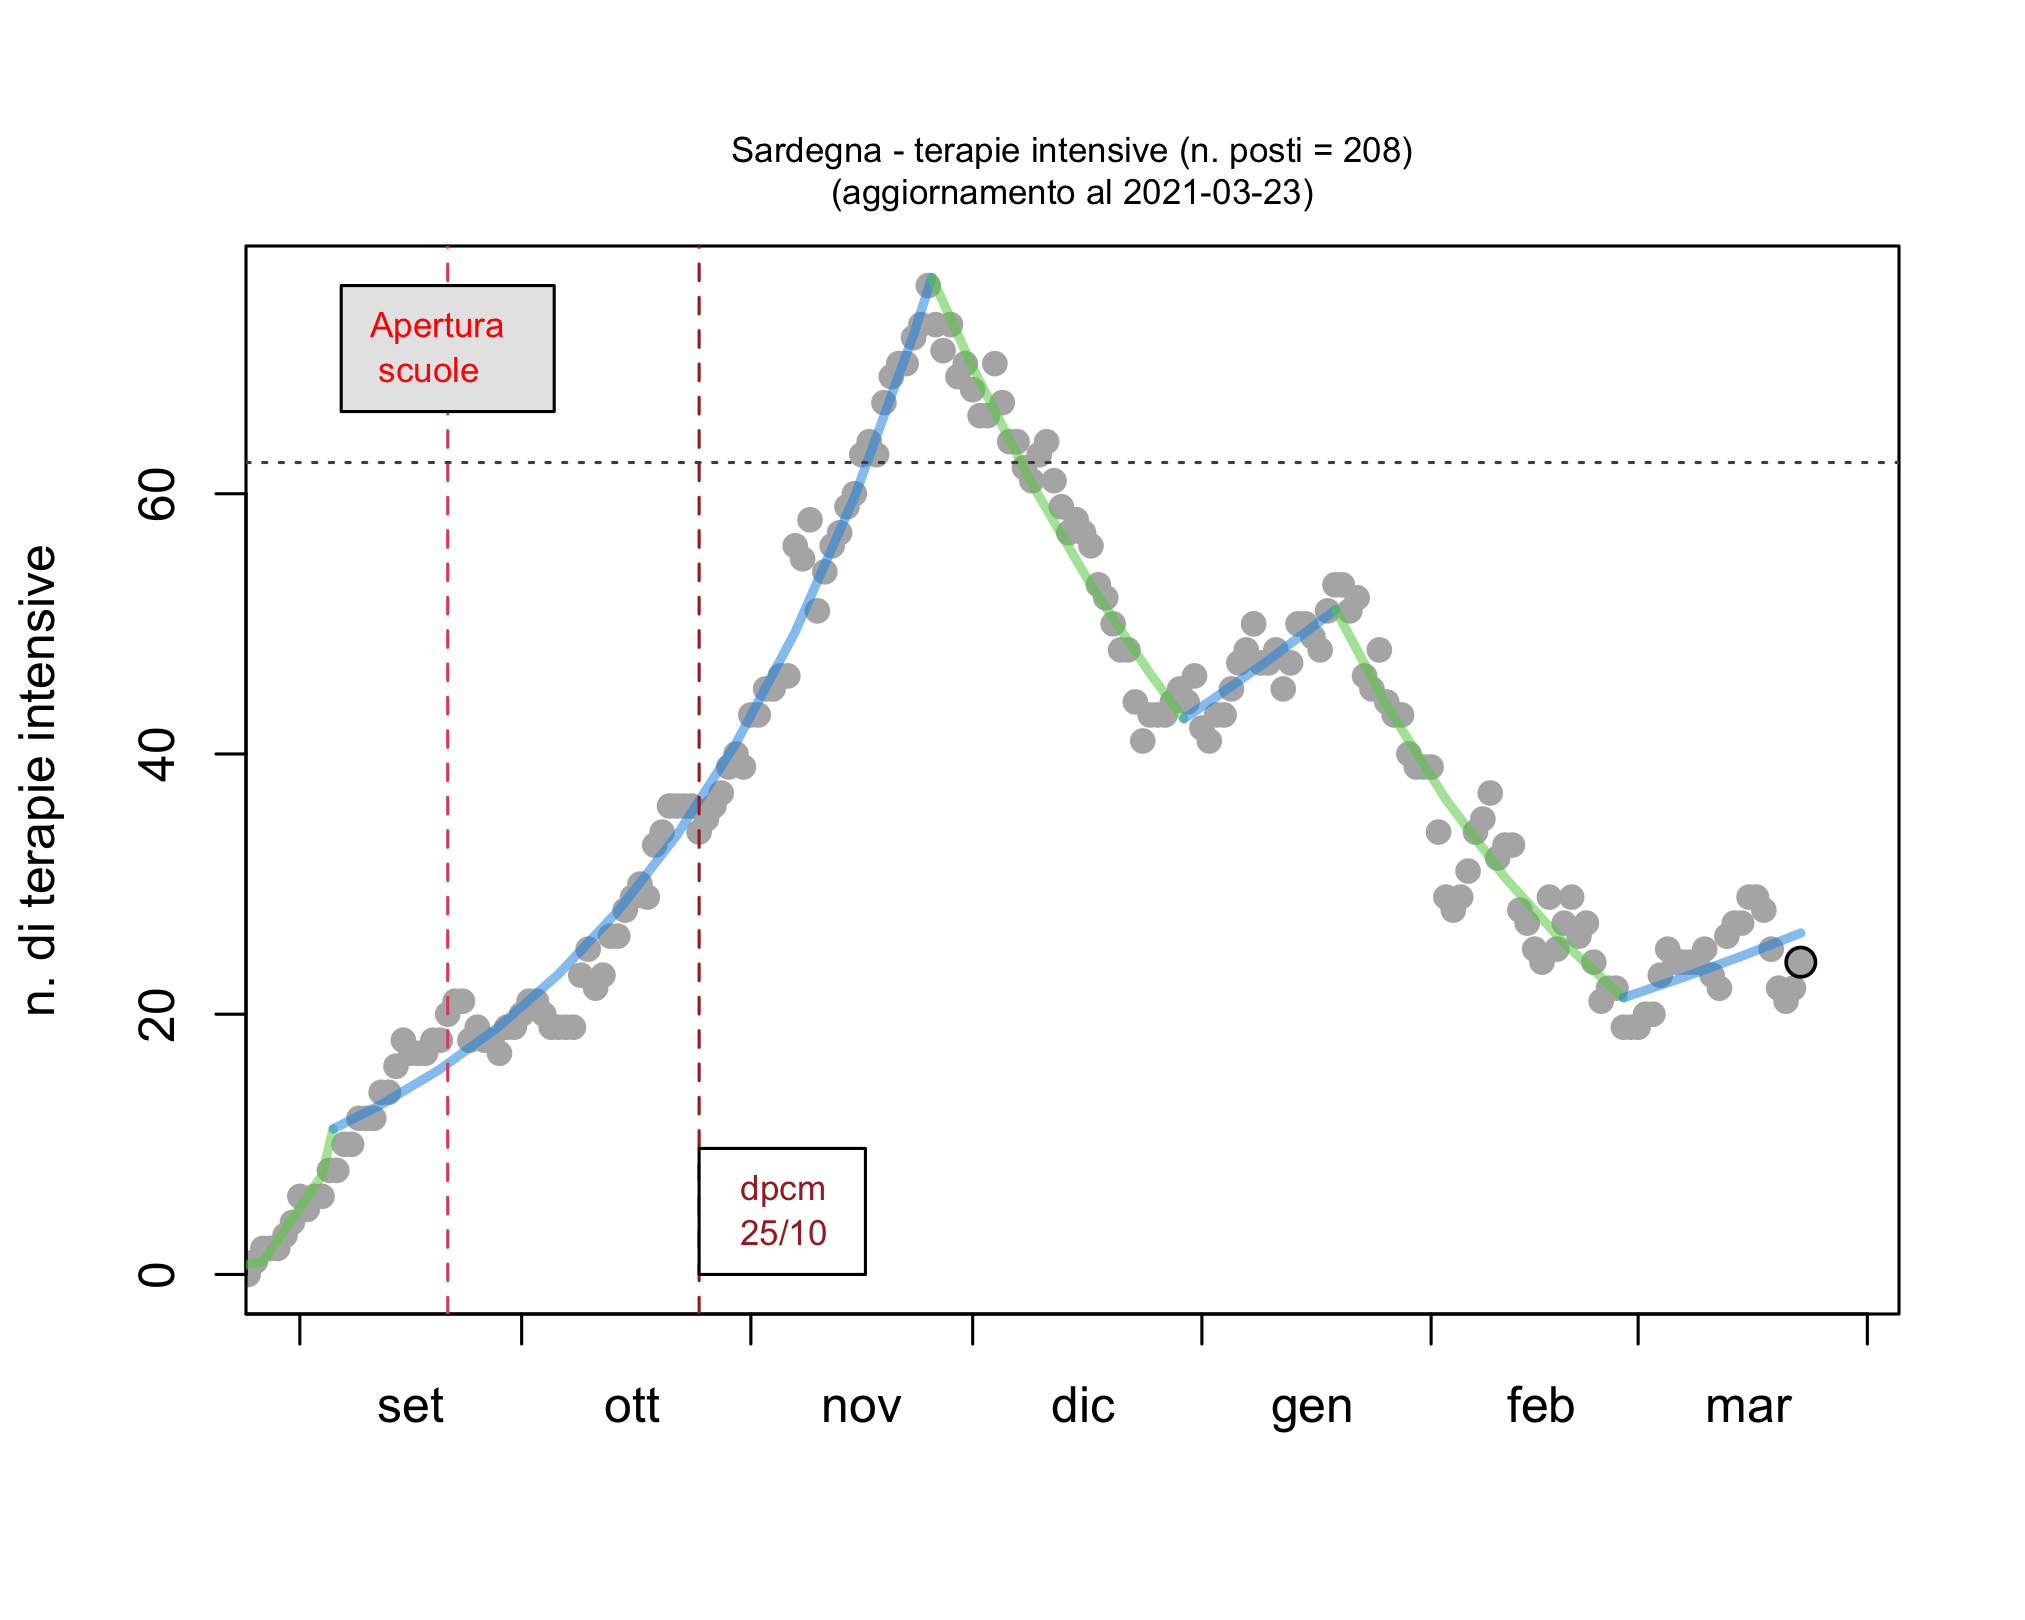 Sardegna - terapie intensive (n. posti = 208)
(aggiornamento al 2021-03-23)
Apertura
scuole
n. di terapie intensive
60
40
20
0
dpcm
25/10
set ott nov dic gen feb mar